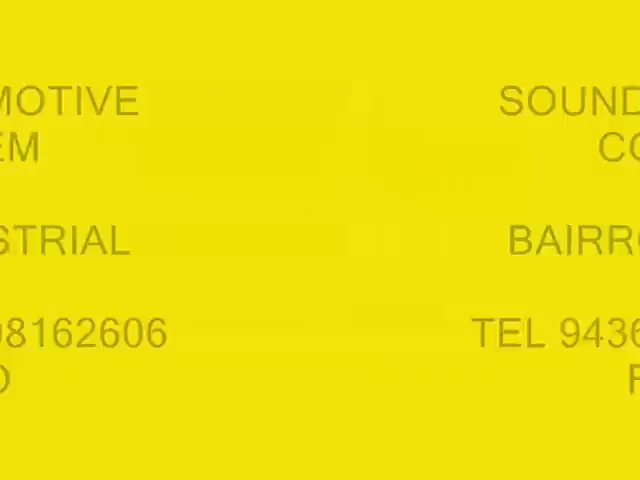 MOTIVE SOUND
EM CO
STRIAL BAIRRO
08162606 TEL 9436